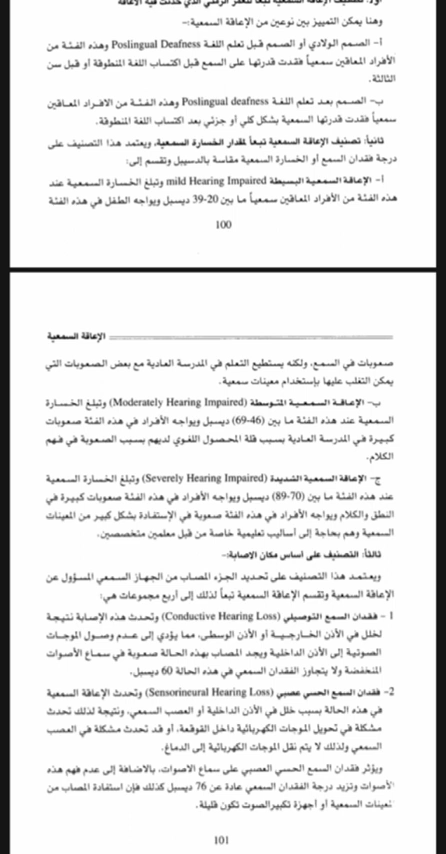 تصنيف الإعاقة السمعية تبعاً للعمر الزمني الذي حدثت فيه الاعاقة
وهنا يمكن التمييز بين نوعين من الإعاقة السمعية:-
أ- الصمم الولادي أو الصمم قبل تعلم اللغة Poslingual Deafness وهذه الفئة من
الأفراد المعاقين سمعياً فقدت قدرتها على السمع قبل اكتساب اللغة المنطوقة أو قبل سن
الثالثة.
ب- الصمم بعد تعلم اللغة Poslingual deafness وهذه الفئة من الافراد المعاقين
سمعياً فقدت قدرتها السمعية بشكل كلي أو جزئي بعد اكتساب اللغة المنطوقة.
ثانياً: تصنيف الإعاقة السمعية تبعاً لمقدار الخسارة السمعية، ويعتمد هذا التصنيف على
درجة فقدان السمع أو الخسارة السمعية مقاسة بالدسيبل وتقسم إلى:
أ- الإعاقة السمعية البسيطة mild Hearing Impaired وتبلغ الخسارة السمعية عند
هذه الفئة من الأفراد المعاقين سمعياً ما بين 20-39 ديسبل ويواجه الطفل في هذه الفئة
100
الإعاقة السمعية
صعوبات في السمع، ولكنه يستطيع التعلم في المدرسة العادية مع بعض الصعوبات التي
يمكن التغلب عليها بإستخدام معينات سمعية.
ب- الإعاقة السمعية المتوسطة (Moderately Hearing Impaired) وتبلغ الخسارة
السمعية عند هذه الفئة ما بين (46-69) ديسبل ويواجه الأفراد في هذه الفئة صعوبات
كبيرة في المدرسة العادية بسبب قلة المحصول اللغوي لديهم بسبب الصعوبة في فهم
الكلام.
ج- الإعاقة السمعية الشديدة (Severely Hearing Impaired) وتبلغ الخسارة السمعية
عند هذه الفئة ما بين (70-89) ديسبل ويواجه الأفراد في هذه الفئة صعوبات كبيرة في
النطق والكلام ويواجه الأفراد في هذه الفئة صعوبة في الإستفادة بشكل كبير من المعينات
السمعية وهم بحاجة إلى أساليب تعليمية خاصة من قبل معلمين متخصصين.
ثالثاً: التصنيف على أساس مكان الاصابة:-
ويعتمد هذا التصنيف على تحديد الجزء المصاب من الجهاز السمعي المسؤول عن
الإعاقة السمعية وتقسم الإعاقة السمعية تبعاً لذلك إلى أربع مجموعات هي:
1 - فقدان السمع التوصيلي (Conductive Hearing Loss) وتحدث هذه الإصابة نتيجة
لخلل في الأذن الخارجية أو الأذن الوسطى، مما يؤدي إلى عدم وصول الموجات
الصوتية إلى الأذن الداخلية ويجد المصاب بهذه الحالة صعوبة في سماع الأصوات
المنخفضة ولا يتجاوز الفقدان السمعي في هذه الحالة 60 ديسبل.
2- فقدان السمع الحسي عصبي (Sensorineural Hearing Loss) وتحدث الإعاقة السمعية
في هذه الحالة بسبب خلل في الأذن الداخلية أو العصب السمعي، ونتيجة لذلك تحدث
مشكلة في تحويل الموجات الكهربائية داخل القوقعة، أو قد تحدث مشكلة في العصب
السمعي ولذلك لا يتم نقل الموجات الكهربائية إلى الدماغ.
ويؤثر فقدان السمع الحسي العصبي على سماع الاصوات، بالاضافة إلى عدم فهم هذه
الأصوات وتزيد درجة الفقدان السمعي عادة عن 76 ديسبل كذلك فإن استفادة المصاب من
المعينات السمعية أو أجهزة تكبير الصوت تكون قليلة.
101